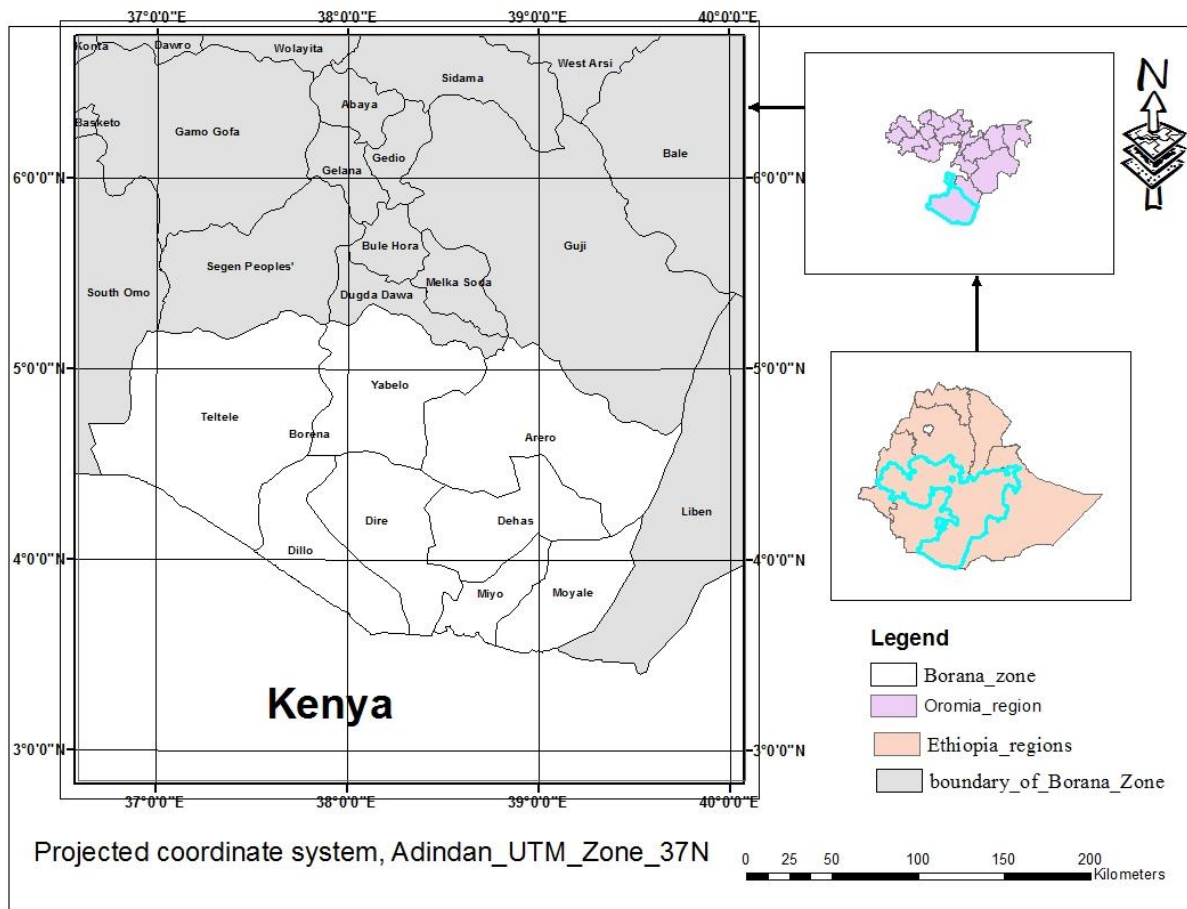 37°0'0"E 38°0'0"E 39°0'0"E 40°0'0"E
Konta Dawro Wolayita West Arsi
Sidama
Abaya
Basketo Gamo Gofa
Gedio Bale
Gelana
6°0'0"N 6°0'0"N
Bule Hora Guji
Segen Peoples'
Melka Soda
South Omo Dugda Dawa
5°0'0"N 5°0'0"N
Yabelo
Teltele
Borena Arero
Liben
Dire Dehas
Dillo
4°0'0"N 4°0'0"N
Miyo Moyale
Kenya
3°0'0"N 3°0'0"N
37°0'0"E 38°0'0"E 39°0'0"E 40°0'0"E
N
Legend
Borana_zone
Oromia_region
Ethiopia_regions
boundary_of_Borana_Zone
Projected coordinate system, Adindan_UTM_Zone_37N
0 25 50 100 150 200
Kilometers